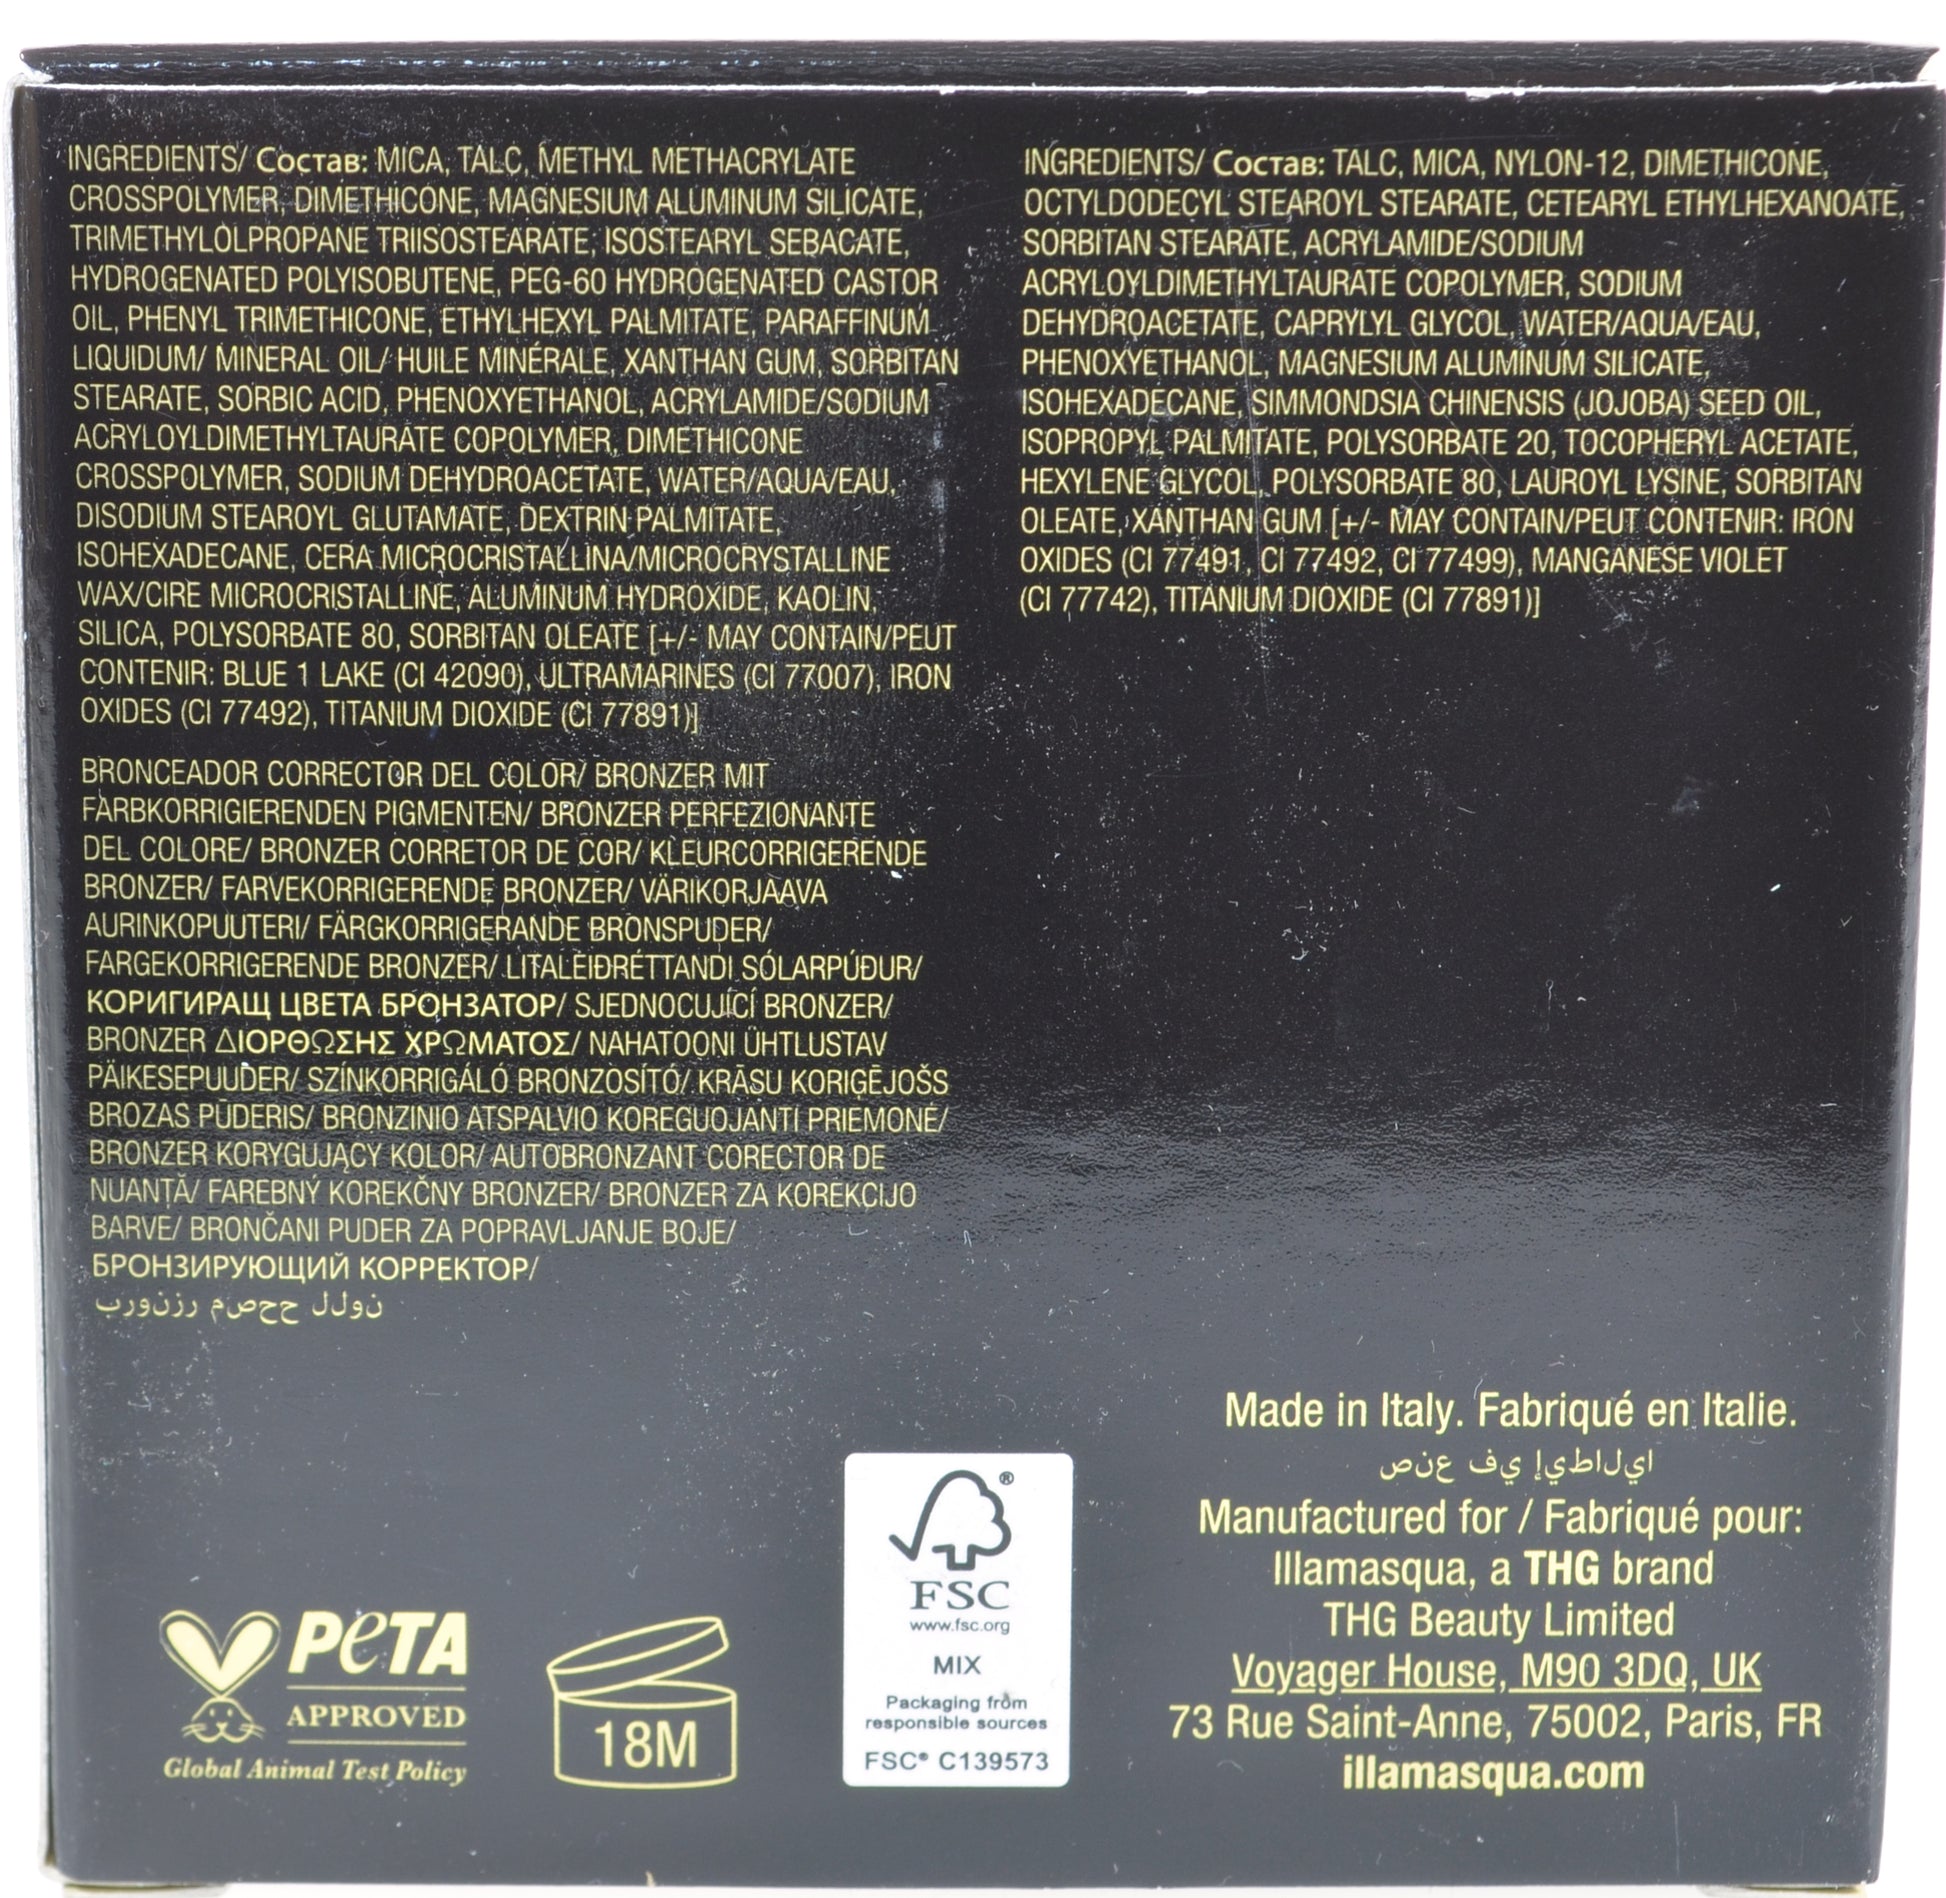 INGREDIENTS/ Состав: MICA, TALC, METHYL METHACRYLATE
CROSSPOLYMER, DIMETHICONE, MAGNESIUM ALUMINUM SILICATE,
TRIMETHYLOLPROPANE TRIISOSTEARATE, ISOSTEARYL SEBACATE,
HYDROGENATED POLYISOBUTENE, PEG-60 HYDROGENATED CASTOR
OIL, PHENYL TRIMETHICONE, ETHYLHEXYL PALMITATE, PARAFFINUM
LIQUIDUM/ MINERAL OIL/ HUILE MINÉRALE, XANTHAN GUM, SORBITAN
STEARATE, SORBIC ACID, PHENOXYETHANOL, ACRYLAMIDE/SODIUM
ACRYLOYLDIMETHYLTAURATE COPOLYMER, DIMETHICONE
CROSSPOLYMER, SODIUM DEHYDROACETATE, WATER/AQUA/EAU,
DISODIUM STEAROYL GLUTAMATE, DEXTRIN PALMITATE,
ISOHEXADECANE, CERA MICROCRISTALLINA/MICROCRYSTALLINE
WAX/CIRE MICROCRISTALLINE, ALUMINUM HYDROXIDE, KAOLIN,
SILICA, POLYSORBATE 80, SORBITAN OLEATE [+/- MAY CONTAIN/PEUT
CONTENIR: BLUE 1 LAKE (CI 42090), ULTRAMARINES (CI 77007), IRON
OXIDES (CI 77492), TITANIUM DIOXIDE (CI 77891)]
BRONCEADOR CORRECTOR DEL COLOR/ BRONZER MIT
FARBKORRIGIERENDEN PIGMENTEN/ BRONZER PERFEZIONANTE
DEL COLORE/ BRONZER CORRETOR DE COR/ KLEURCORRIGERENDE
BRONZER/ FARVEKORRIGERENDE BRONZER/ VÄRIKORJAAVA
AURINKOPUUTERI/ FÄRGKORRIGERANDE BRONSPUDER/
FARGEKORRIGERENDE BRONZER/ LITALEIÐRÉTTANDI SÓLARPÚÐUR/
КОРИГИРАЩ ЦВЕТА БРОНЗАТОР/ SJEDNOCUJÍCÍ BRONZER/
BRONZER ΔΙΟΡΘΩΣΗΣ ΧΡΩΜΑΤΟΣ/ NAHATOONI ÜHTLUSTAV
PÄIKESEPUUDER/ SZÍNKORRIGÁLÓ BRONZOSÍTÓ/ KRĀSU KORIĢĒJOŠS
BROZAS PŪDERIS/ BRONZINIO ATSPALVIO KOREGUOJANTI PRIEMONĖ/
BRONZER KORYGUJĄCY KOLOR/ AUTOBRONZANT CORECTOR DE
NUANȚĂ/ FAREBNÝ KOREKČNY BRONZER/ BRONZER ZA KOREKCIJO
BARVE/ BRONČANI PUDER ZA POPRAVLJANJE BOJE/
БРОНЗИРУЮЩИЙ КОРРЕКТОР/
ب ر و ن ز ر م ص ح ح ل ل و ن
INGREDIENTS/ Состав: TALC, MICA, NYLON-12, DIMETHICONE,
OCTYLDODECYL STEAROYL STEARATE, CETEARYL ETHYLHEXANOATE,
SORBITAN STEARATE, ACRYLAMIDE/SODIUM
ACRYLOYLDIMETHYLTAURATE COPOLYMER, SODIUM
DEHYDROACETATE, CAPRYLYL GLYCOL, WATER/AQUA/EAU,
PHENOXYETHANOL, MAGNESIUM ALUMINUM SILICATE,
ISOHEXADECANE, SIMMONDSIA CHINENSIS (JOJOBA) SEED OIL,
ISOPROPYL PALMITATE, POLYSORBATE 20, TOCOPHERYL ACETATE,
HEXYLENE GLYCOL, POLYSORBATE 80, LAUROYL LYSINE, SORBITAN
OLEATE, XANTHAN GUM [+/- MAY CONTAIN/PEUT CONTENIR: IRON
OXIDES (CI 77491, CI 77492, CI 77499), MANGANESE VIOLET
(CI 77742), TITANIUM DIOXIDE (CI 77891)]
Made in Italy. Fabriqué en Italie.
ص ن ع ف ي إ ي ط ا ل ي ا
Manufactured for / Fabriqué pour:
Illamasqua, a THG brand
THG Beauty Limited
Voyager House, M90 3DQ, UK
73 Rue Saint-Anne, 75002, Paris, FR
illamasqua.com
PETA
APPROVED
Global Animal Test Policy
18M
®
FSC
www.fsc.org
MIX
Packaging from
responsible sources
FSC® C139573